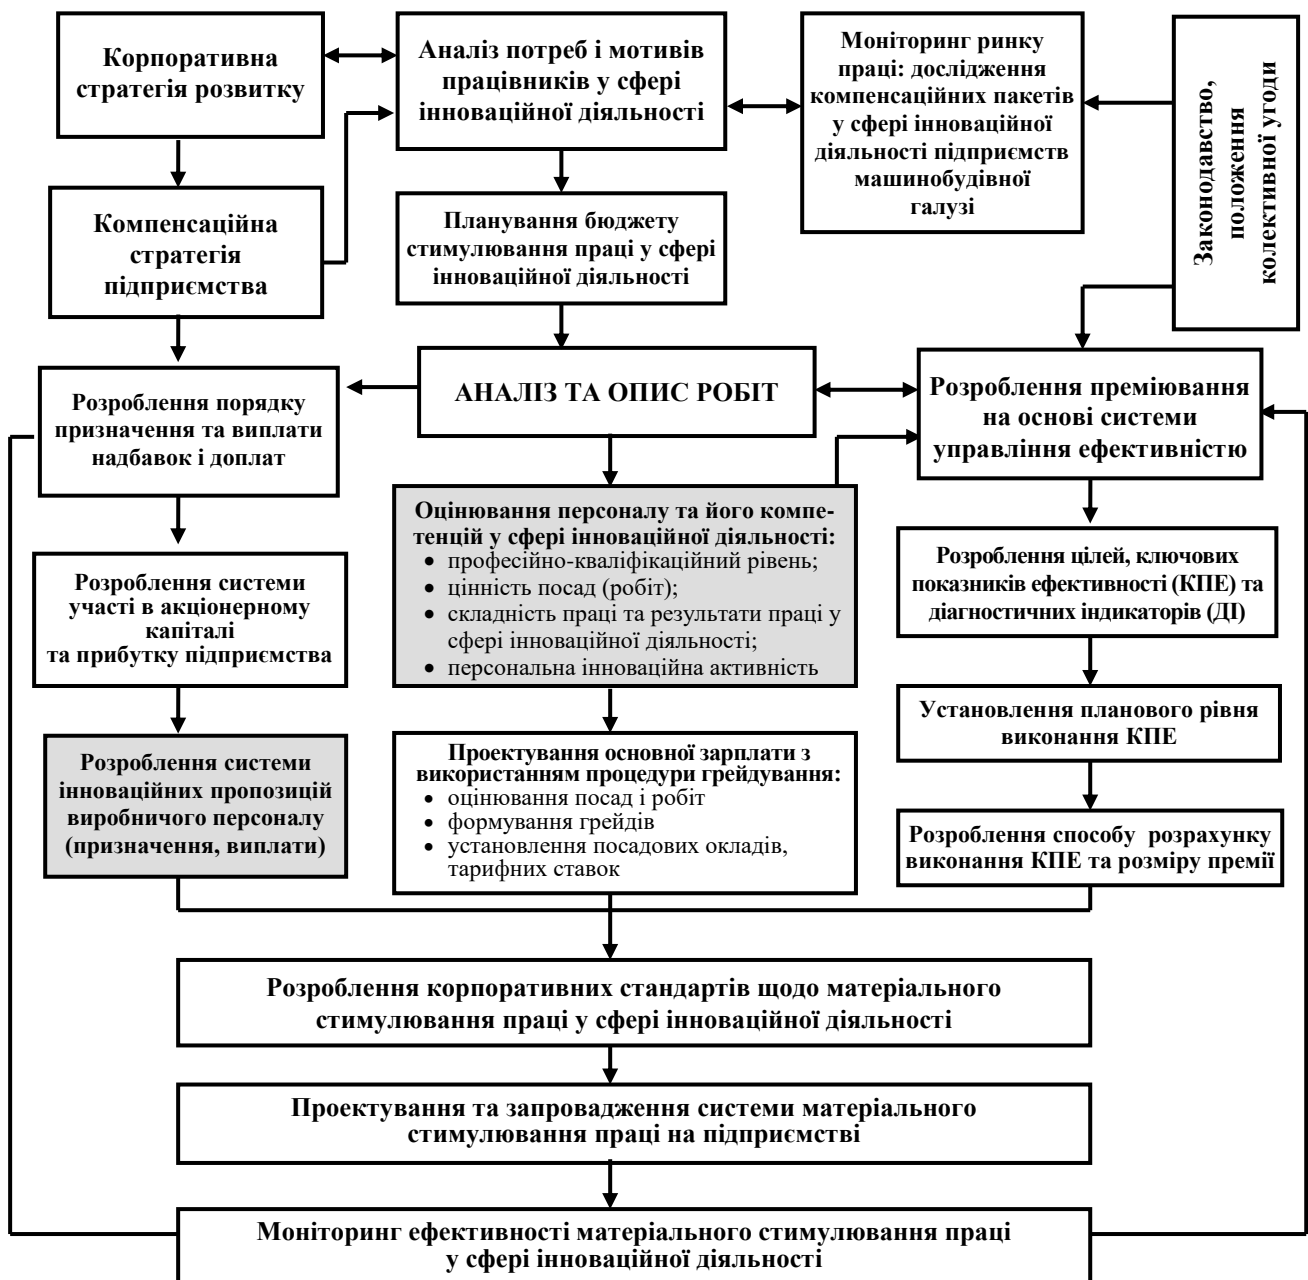 Корпоративна
стратегія розвитку
Аналіз потреб і мотивів
працівників у сфері
інноваційної діяльності
Моніторинг ринку
праці: дослідження
компенсаційних пакетів
у сфері інноваційної
діяльності підприємств
машинобудівної
галузі
Законодавство,
положення
колективної угоди
Компенсаційна
стратегія
підприємства
Планування бюджету
стимулювання праці у сфері
інноваційної діяльності
Розроблення порядку
призначення та виплати
надбавок і доплат
АНАЛІЗ ТА ОПИС РОБІТ
Розроблення преміювання
на основі системи
управління ефективністю
Оцінювання персоналу та його компе-
тенцій у сфері інноваційної діяльності:
• професійно-кваліфікаційний рівень;
• цінність посад (робіт);
• складність праці та результати праці у
сфері інноваційної діяльності;
• персональна інноваційна активність
Розроблення цілей, ключових
показників ефективності (КПЕ) та
діагностичних індикаторів (ДІ)
Розроблення системи
участі в акціонерному
капіталі
та прибутку підприємства
Установлення планового рівня
виконання КПЕ
Розроблення системи
інноваційних пропозицій
виробничого персоналу
(призначення, виплати)
Проектування основної зарплати з
використанням процедури грейдування:
• оцінювання посад і робіт
• формування грейдів
• установлення посадових окладів,
тарифних ставок
Розроблення способу розрахунку
виконання КПЕ та розміру премії
Розроблення корпоративних стандартів щодо матеріального
стимулювання праці у сфері інноваційної діяльності
Проектування та запровадження системи матеріального
стимулювання праці на підприємстві
Моніторинг ефективності матеріального стимулювання праці
у сфері інноваційної діяльності